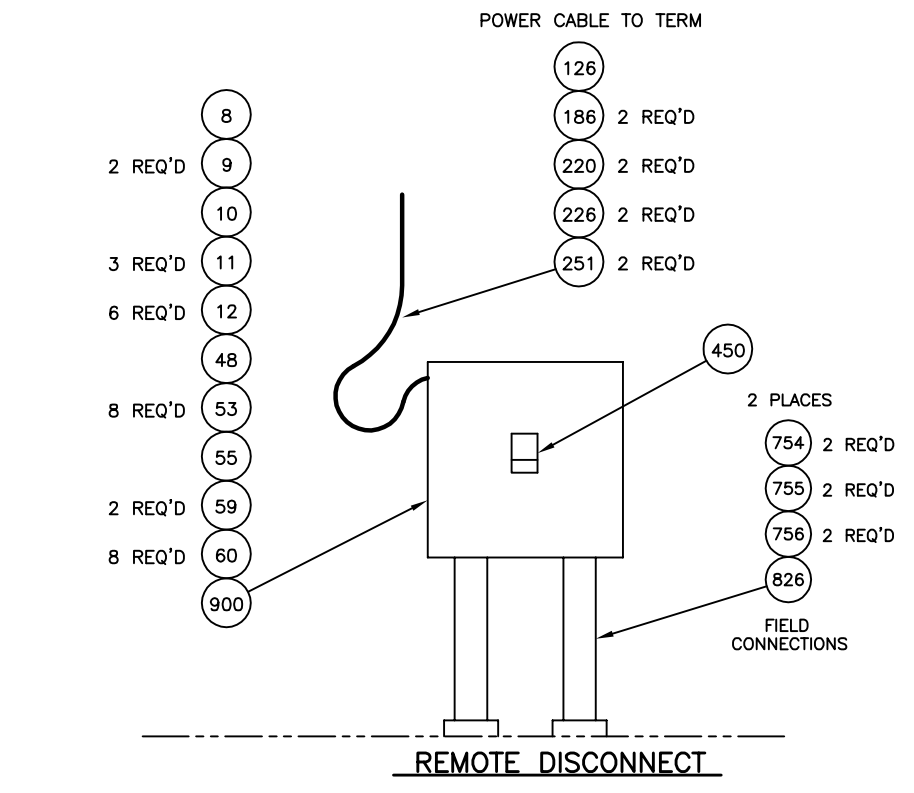 POWER CABLE TO TERM
126
186 2 REQ'D
220 2 REQ'D
226 2 REQ'D
251 2 REQ'D
8
2 REQ'D 9
10
3 REQ'D 11
6 REQ'D 12
48
8 REQ'D 53
55
2 REQ'D 59
8 REQ'D 60
900
450
2 PLACES
754 2 REQ'D
755 2 REQ'D
756 2 REQ'D
826
FIELD
CONNECTIONS
REMOTE DISCONNECT